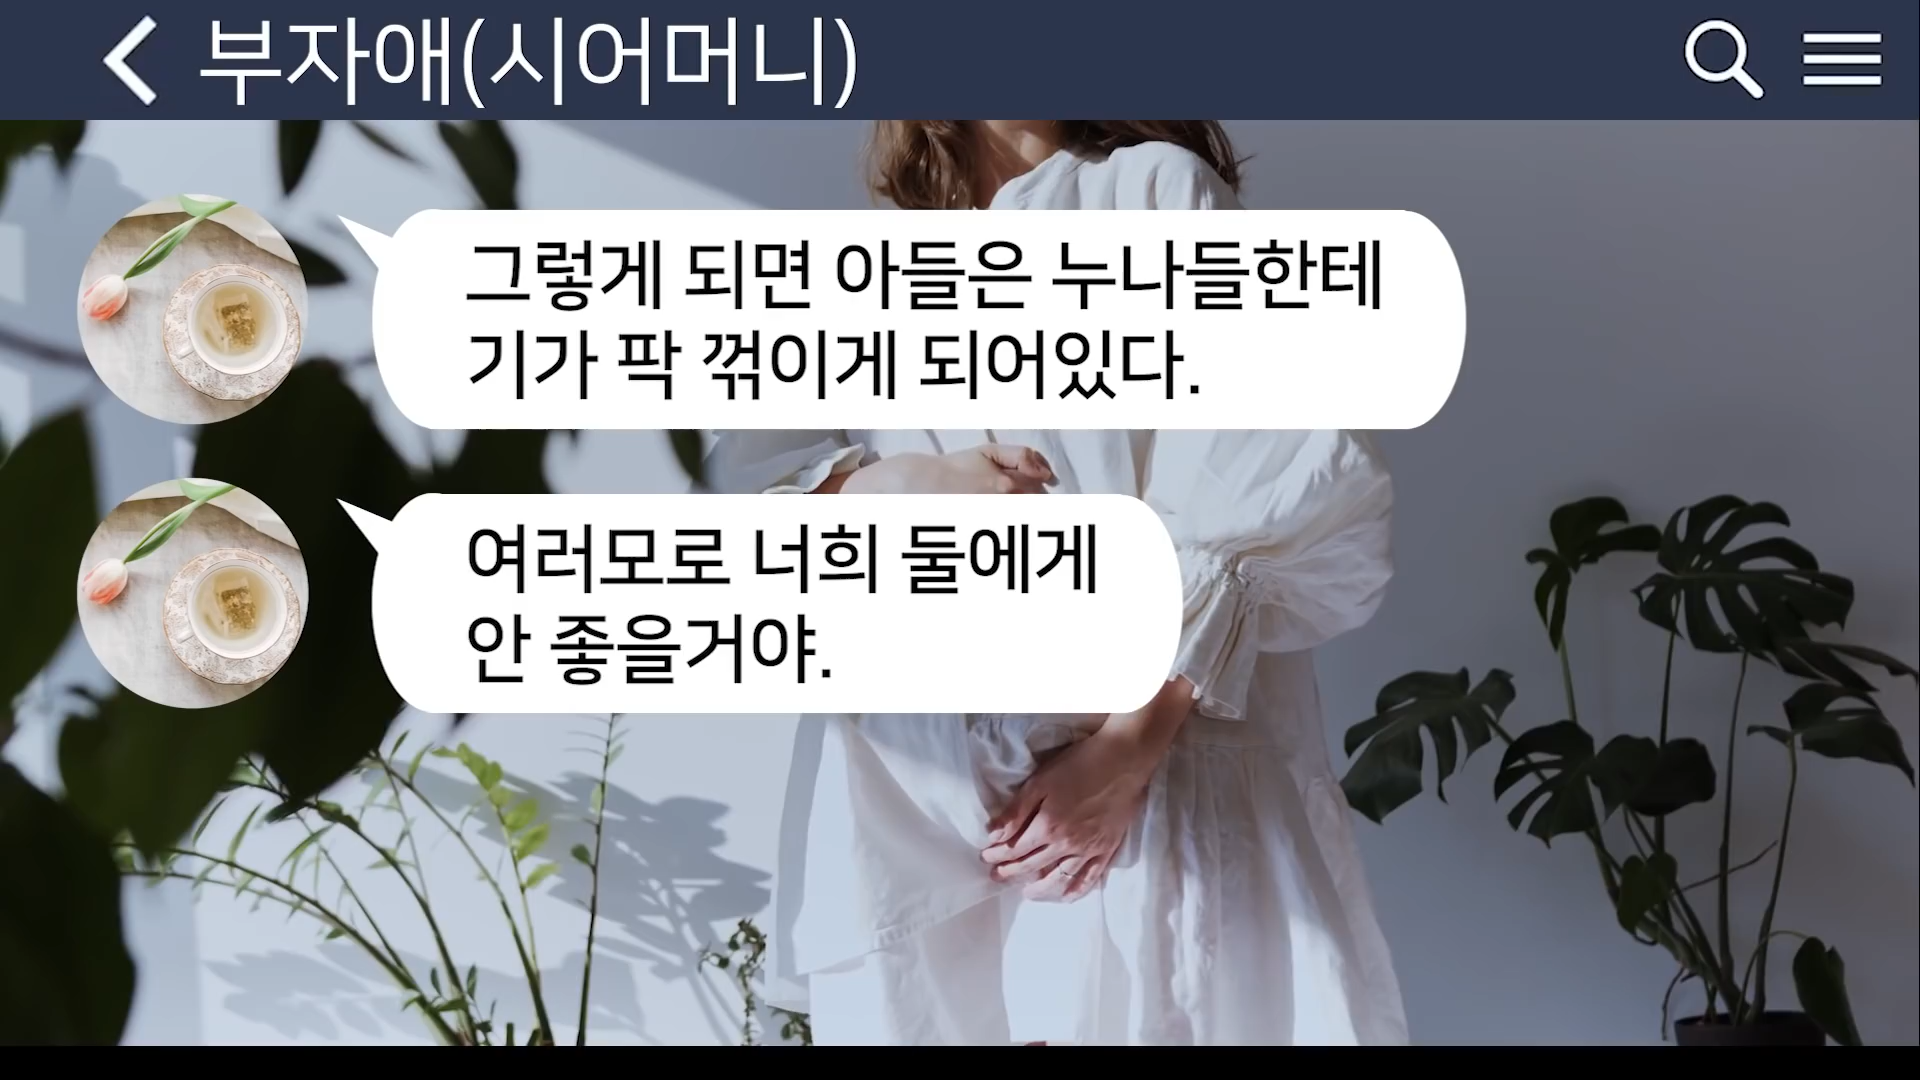 부자애(시어머니)
그렇게 되면 아들은 누나들한테
기가 팍 꺾이게 되어있다.
여러모로 너희 둘에게
안 좋을거야.